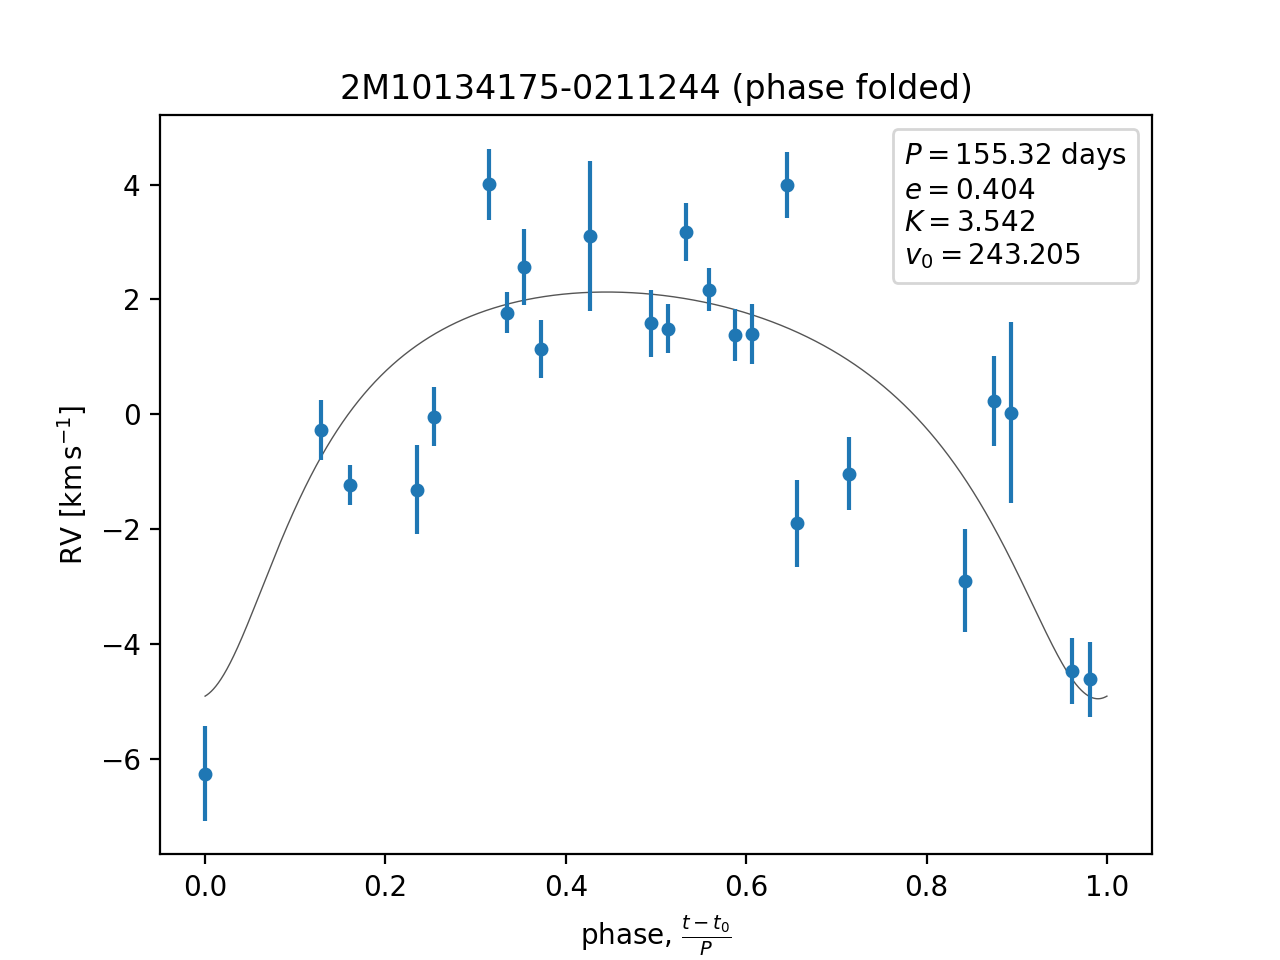 2M10134175-0211244 (phase folded)
P = 155.32 days
e = 0.404
K = 3.542
v₀ = 243.205
4
2
0
−2
−4
−6
RV [km s⁻¹]
0.0 0.2 0.4 0.6 0.8 1.0
phase, (t − t₀)/P